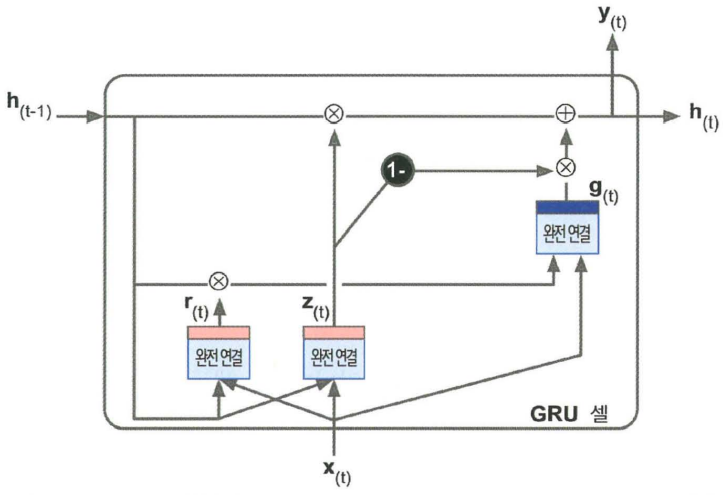 y(t)
h(t-1)
⊗
⊕
h(t)
1-
⊗
g(t)
완전 연결
⊗
r(t)
z(t)
완전 연결
완전 연결
GRU 셀
x(t)